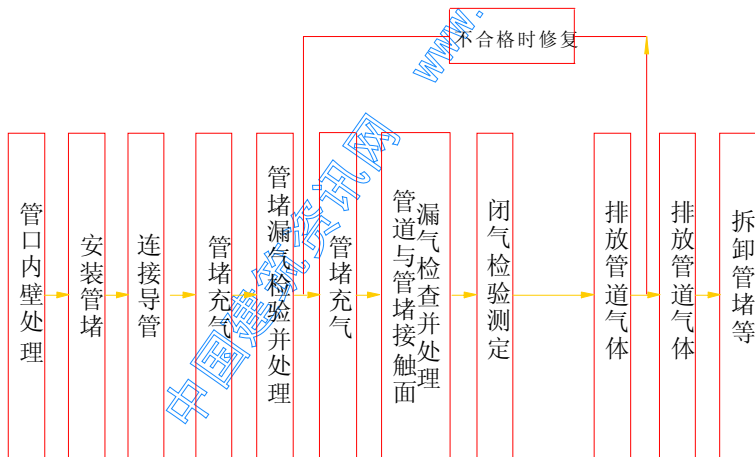 不合格时修复
管口内壁处理
安装管堵
连接导管
管堵充气
管堵漏气检验并处理
管堵充气
管道与管堵接触面
漏气检查并处理
闭气检验测定
排放管道气体
排放管道气体
拆卸管堵等
中国建筑资讯网 www.